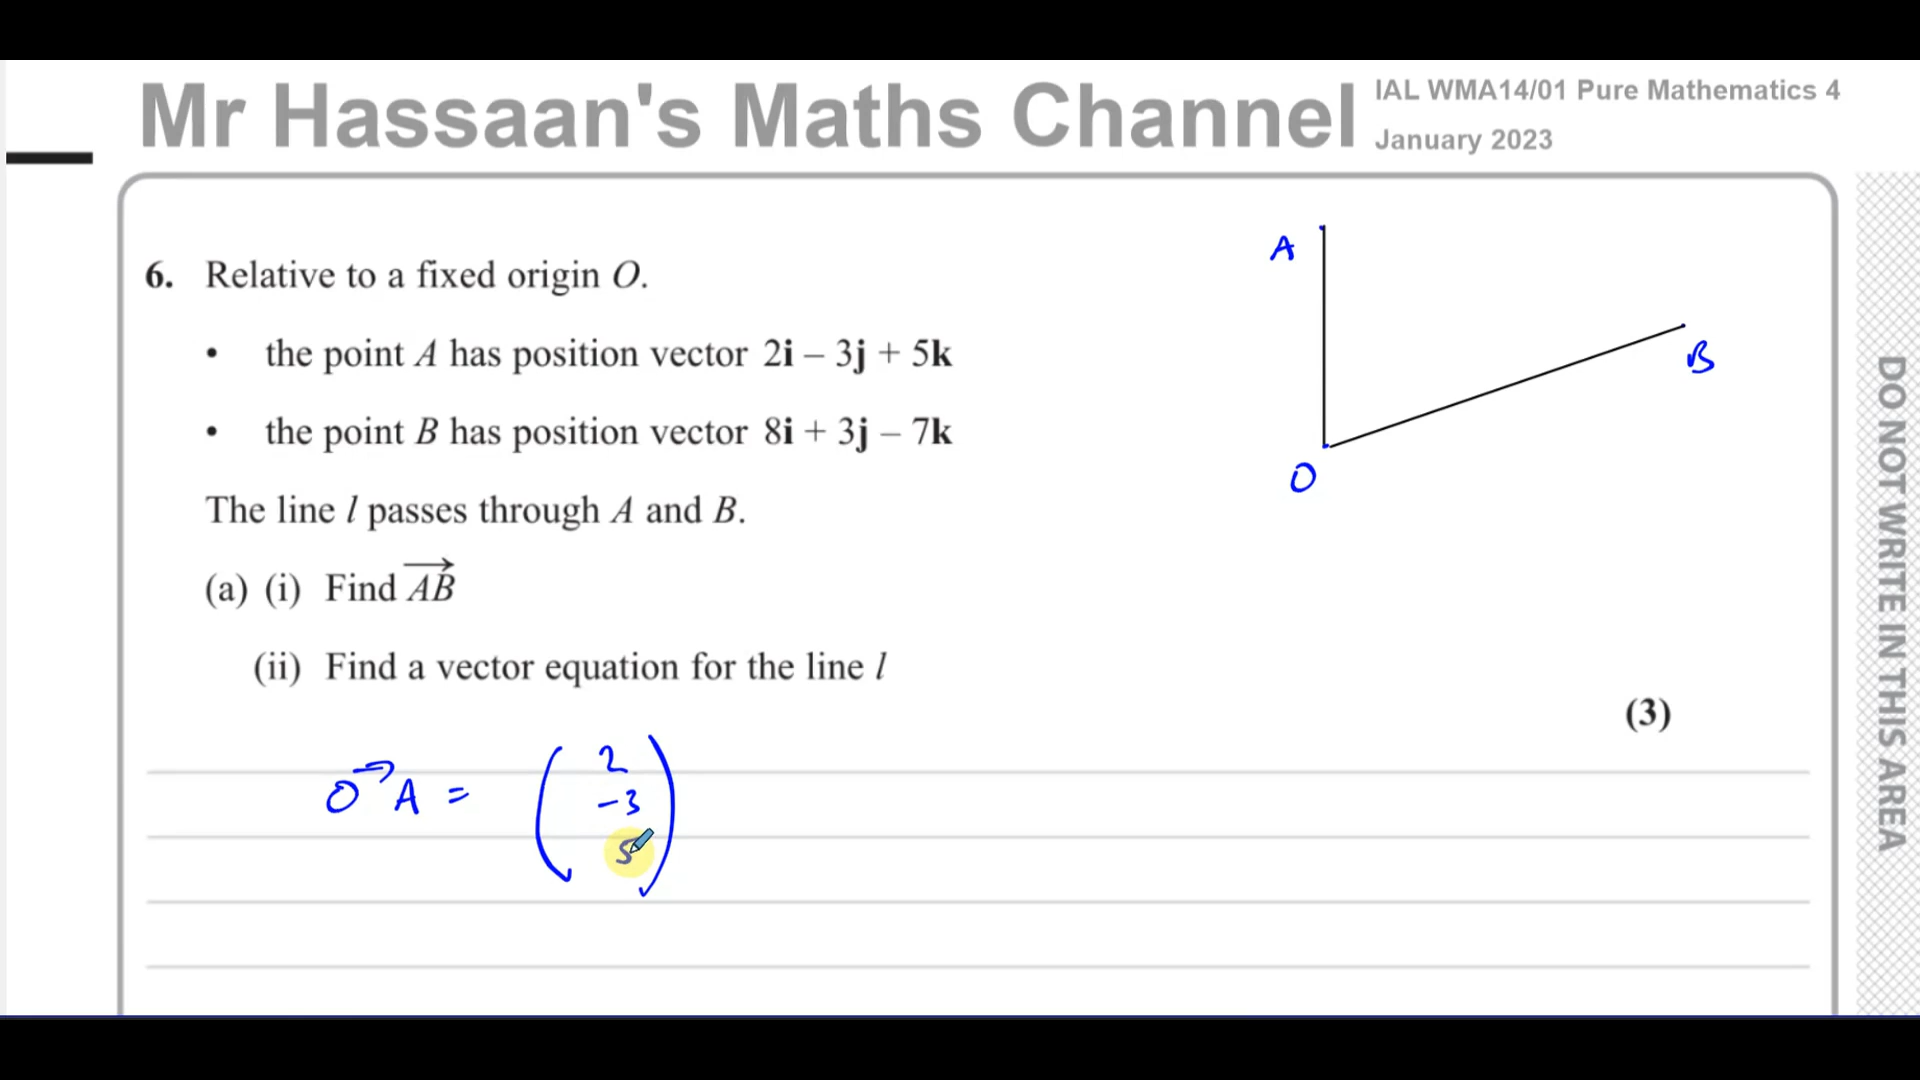 Mr Hassaan's Maths Channel
IAL WMA14/01 Pure Mathematics 4
January 2023
6. Relative to a fixed origin O.
• the point A has position vector 2i – 3j + 5k
• the point B has position vector 8i + 3j – 7k
The line l passes through A and B.
(a) (i) Find \overrightarrow{AB}
(ii) Find a vector equation for the line l
(3)
A
B
O
\overrightarrow{OA} = (
2
-3
5
)
DO NOT WRITE IN THIS AREA